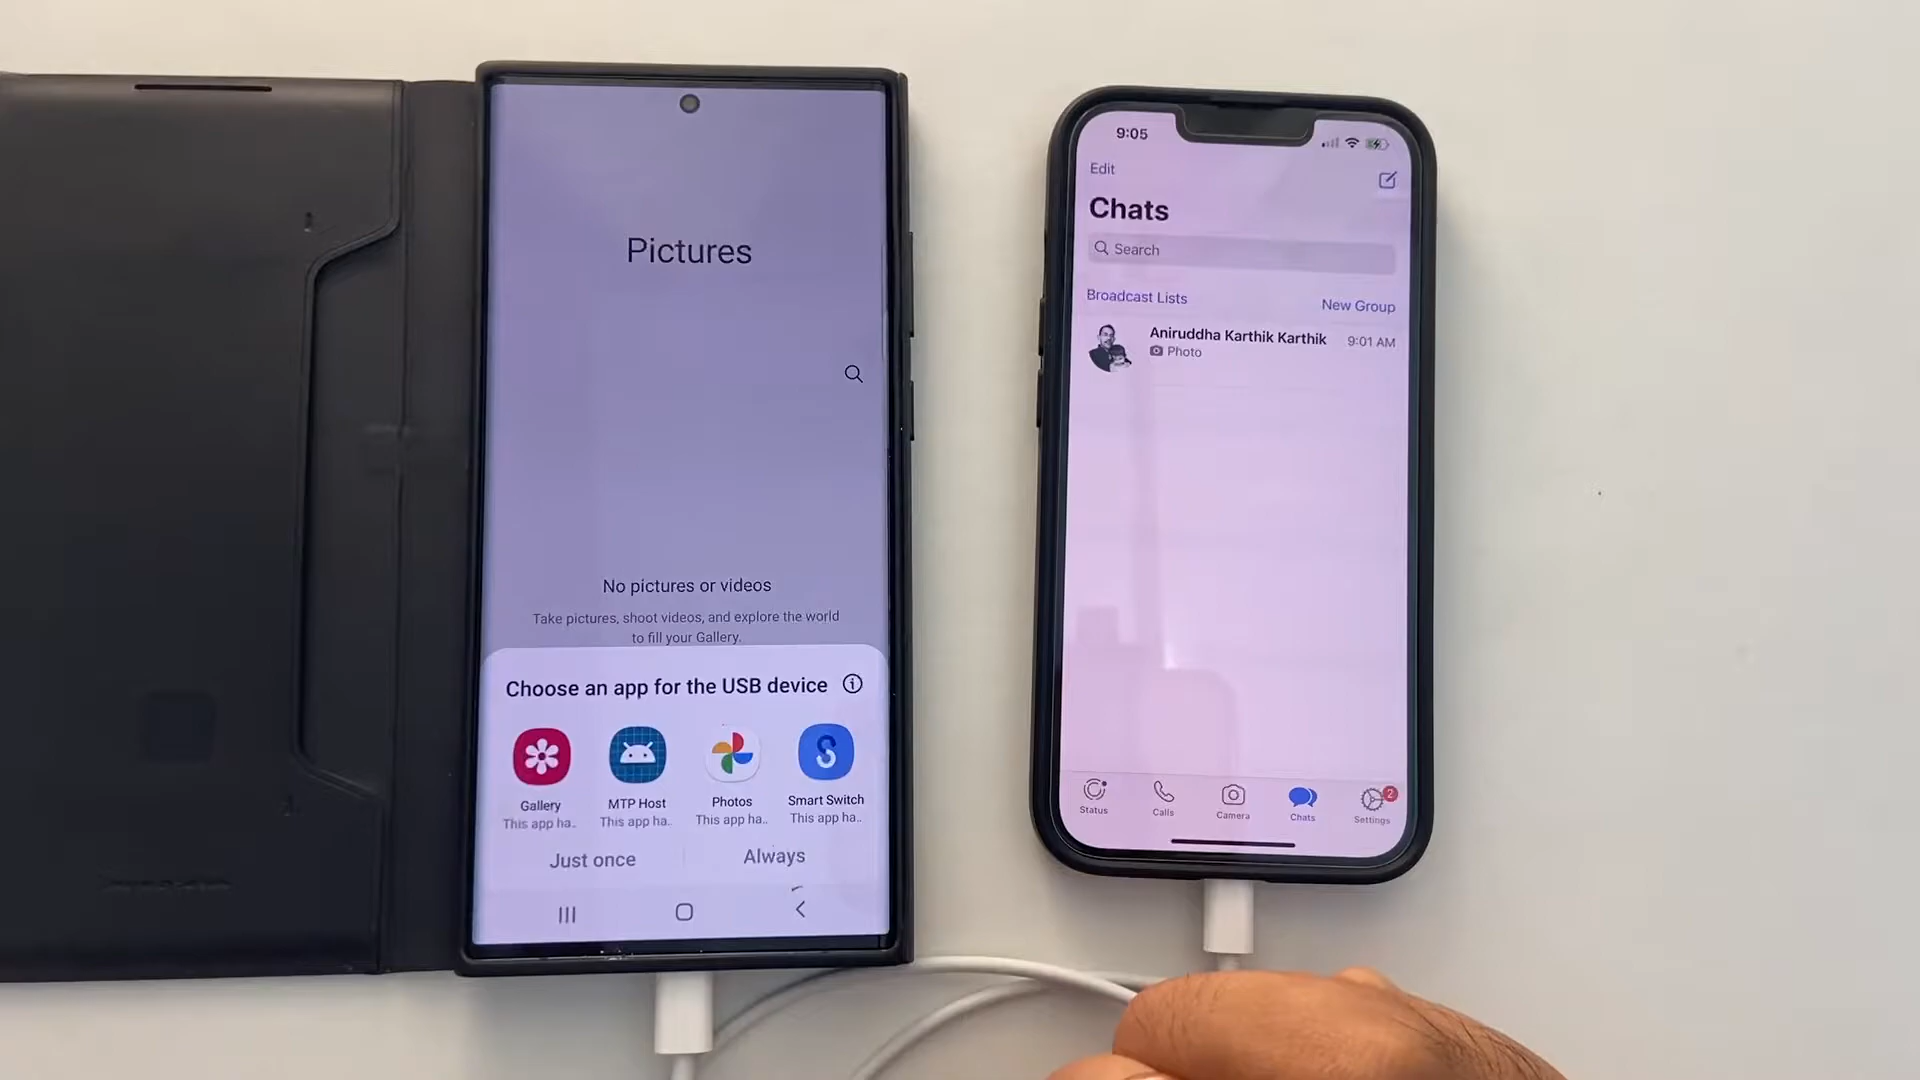 Pictures
No pictures or videos
Take pictures, shoot videos, and explore the world
to fill your Gallery.
Choose an app for the USB device
Gallery
This app ha..
MTP Host
This app ha..
Photos
This app ha..
Smart Switch
This app ha..
Just once
Always
9:05
Edit
Chats
Search
Broadcast Lists
New Group
Aniruddha Karthik Karthik
9:01 AM
Photo
Status
Calls
Camera
Chats
2
Settings